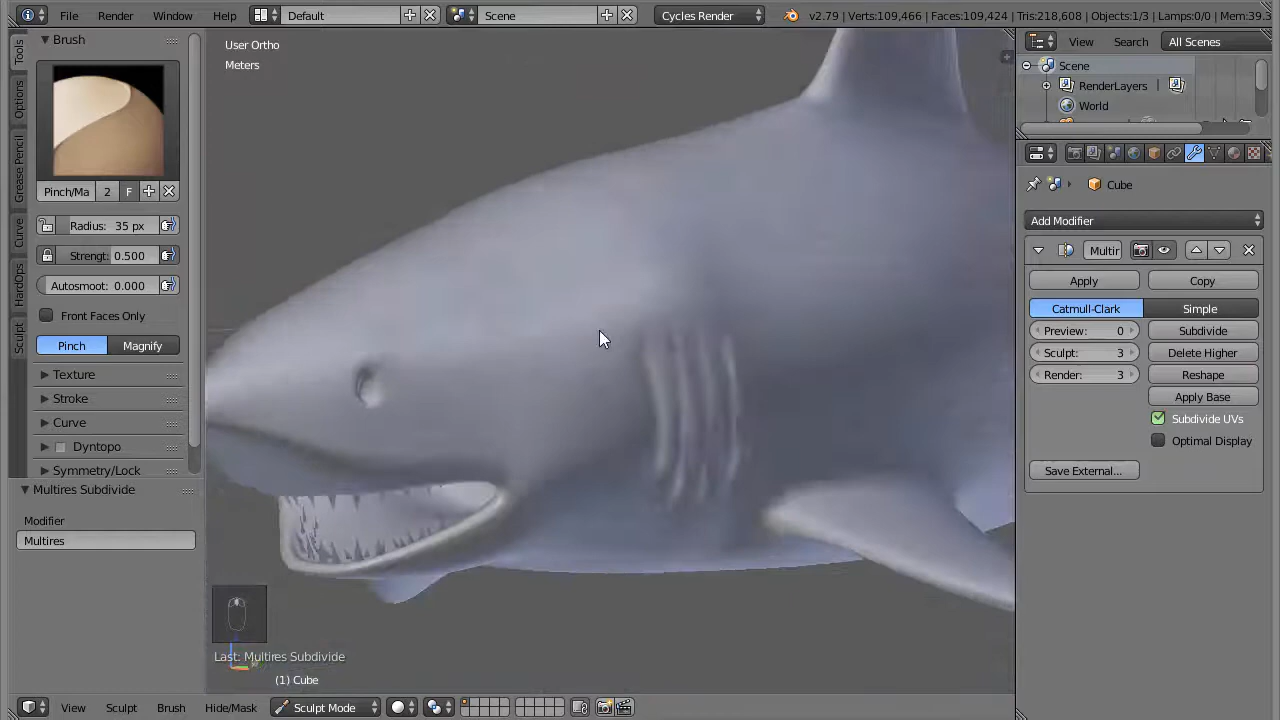 File Render Window Help Default Scene Cycles Render v2.79 | Verts:109,466 | Faces:109,424 | Tris:218,608 | Objects:1/3 | Lamps:0/0 | Mem:39.3
Tools
Options
Grease Pencil
Curve
HardOps
Sculpt
Brush
Pinch/Ma 2 F
Radius: 35 px
Strengt: 0.500
Autosmoot: 0.000
Front Faces Only
Pinch Magnify
Texture
Stroke
Curve
Dyntopo
Symmetry/Lock
Multires Subdivide
Modifier
Multires
User Ortho
Meters
Last: Multires Subdivide
(1) Cube
View Sculpt Brush Hide/Mask Sculpt Mode
View Search All Scenes
Scene
RenderLayers
World
Cube
Add Modifier
Multir
Apply Copy
Catmull-Clark Simple
Preview: 0 Subdivide
Sculpt: 3 Delete Higher
Render: 3 Reshape
Apply Base
Subdivide UVs
Optimal Display
Save External...